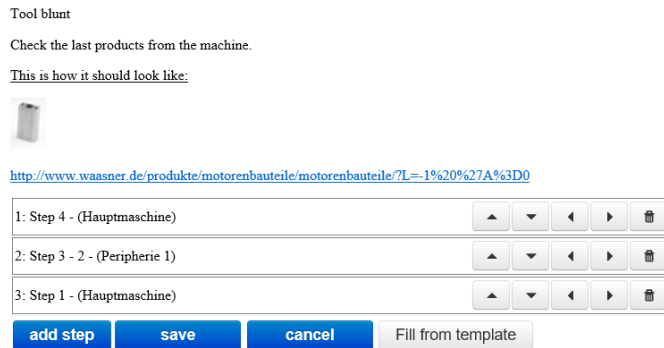 Tool blunt
Check the last products from the machine.
This is how it should look like:
http://www.waasner.de/produkte/motorenbauteile/motorenbauteile/?L=-1%20%27A%3D0
1: Step 4 - (Hauptmaschine)
2: Step 3 - 2 - (Peripherie 1)
3: Step 1 - (Hauptmaschine)
add step save cancel Fill from template